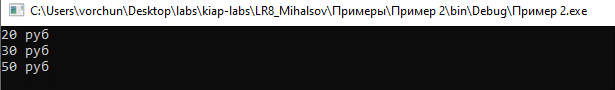 C:\Users\vorchun\Desktop\labs\kiap-labs\LR8_Mihalsov\Примеры\Пример 2\bin\Debug\Пример 2.exe
20 руб
30 руб
50 руб